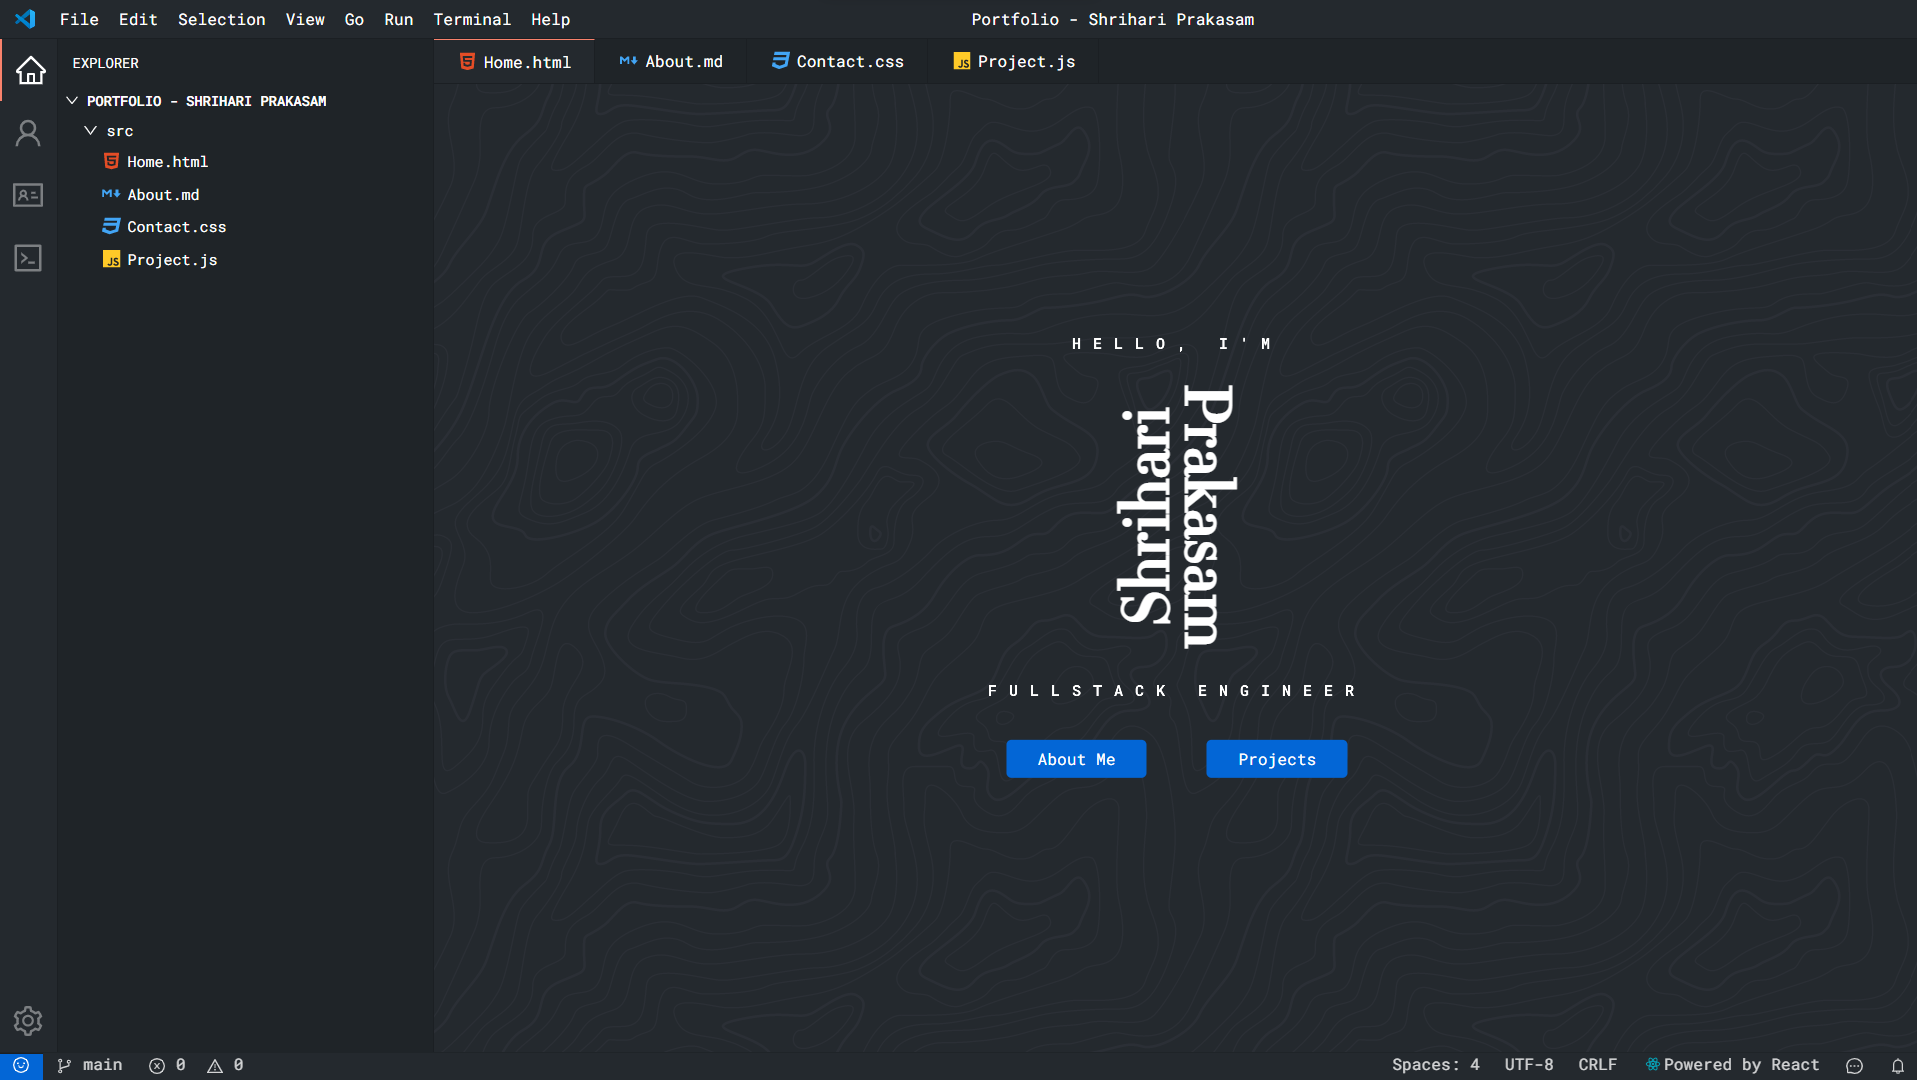 File Edit Selection View Go Run Terminal Help
Portfolio - Shrihari Prakasam
EXPLORER
PORTFOLIO - SHRIHARI PRAKASAM
src
Home.html
About.md
Contact.css
Project.js
Home.html
About.md
Contact.css
Project.js
HELLO, I'M
Shrihari
Prakasam
FULLSTACK ENGINEER
About Me
Projects
main 0 0
Spaces: 4 UTF-8 CRLF Powered by React